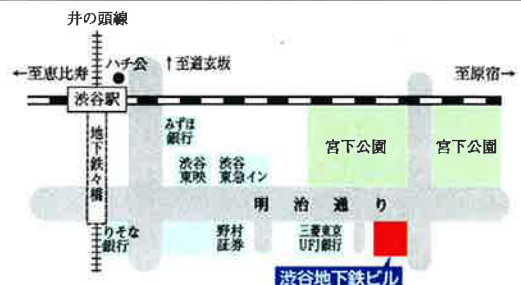 井の頭線
ハチ公
↑至道玄坂
←至恵比寿
至原宿→
渋谷駅
みずほ
銀行
宮下公園
宮下公園
渋谷
東映
渋谷
東急イン
地下鉄々橋
明治通り
りそな
銀行
野村
証券
三菱東京
UFJ銀行
渋谷地下鉄ビル